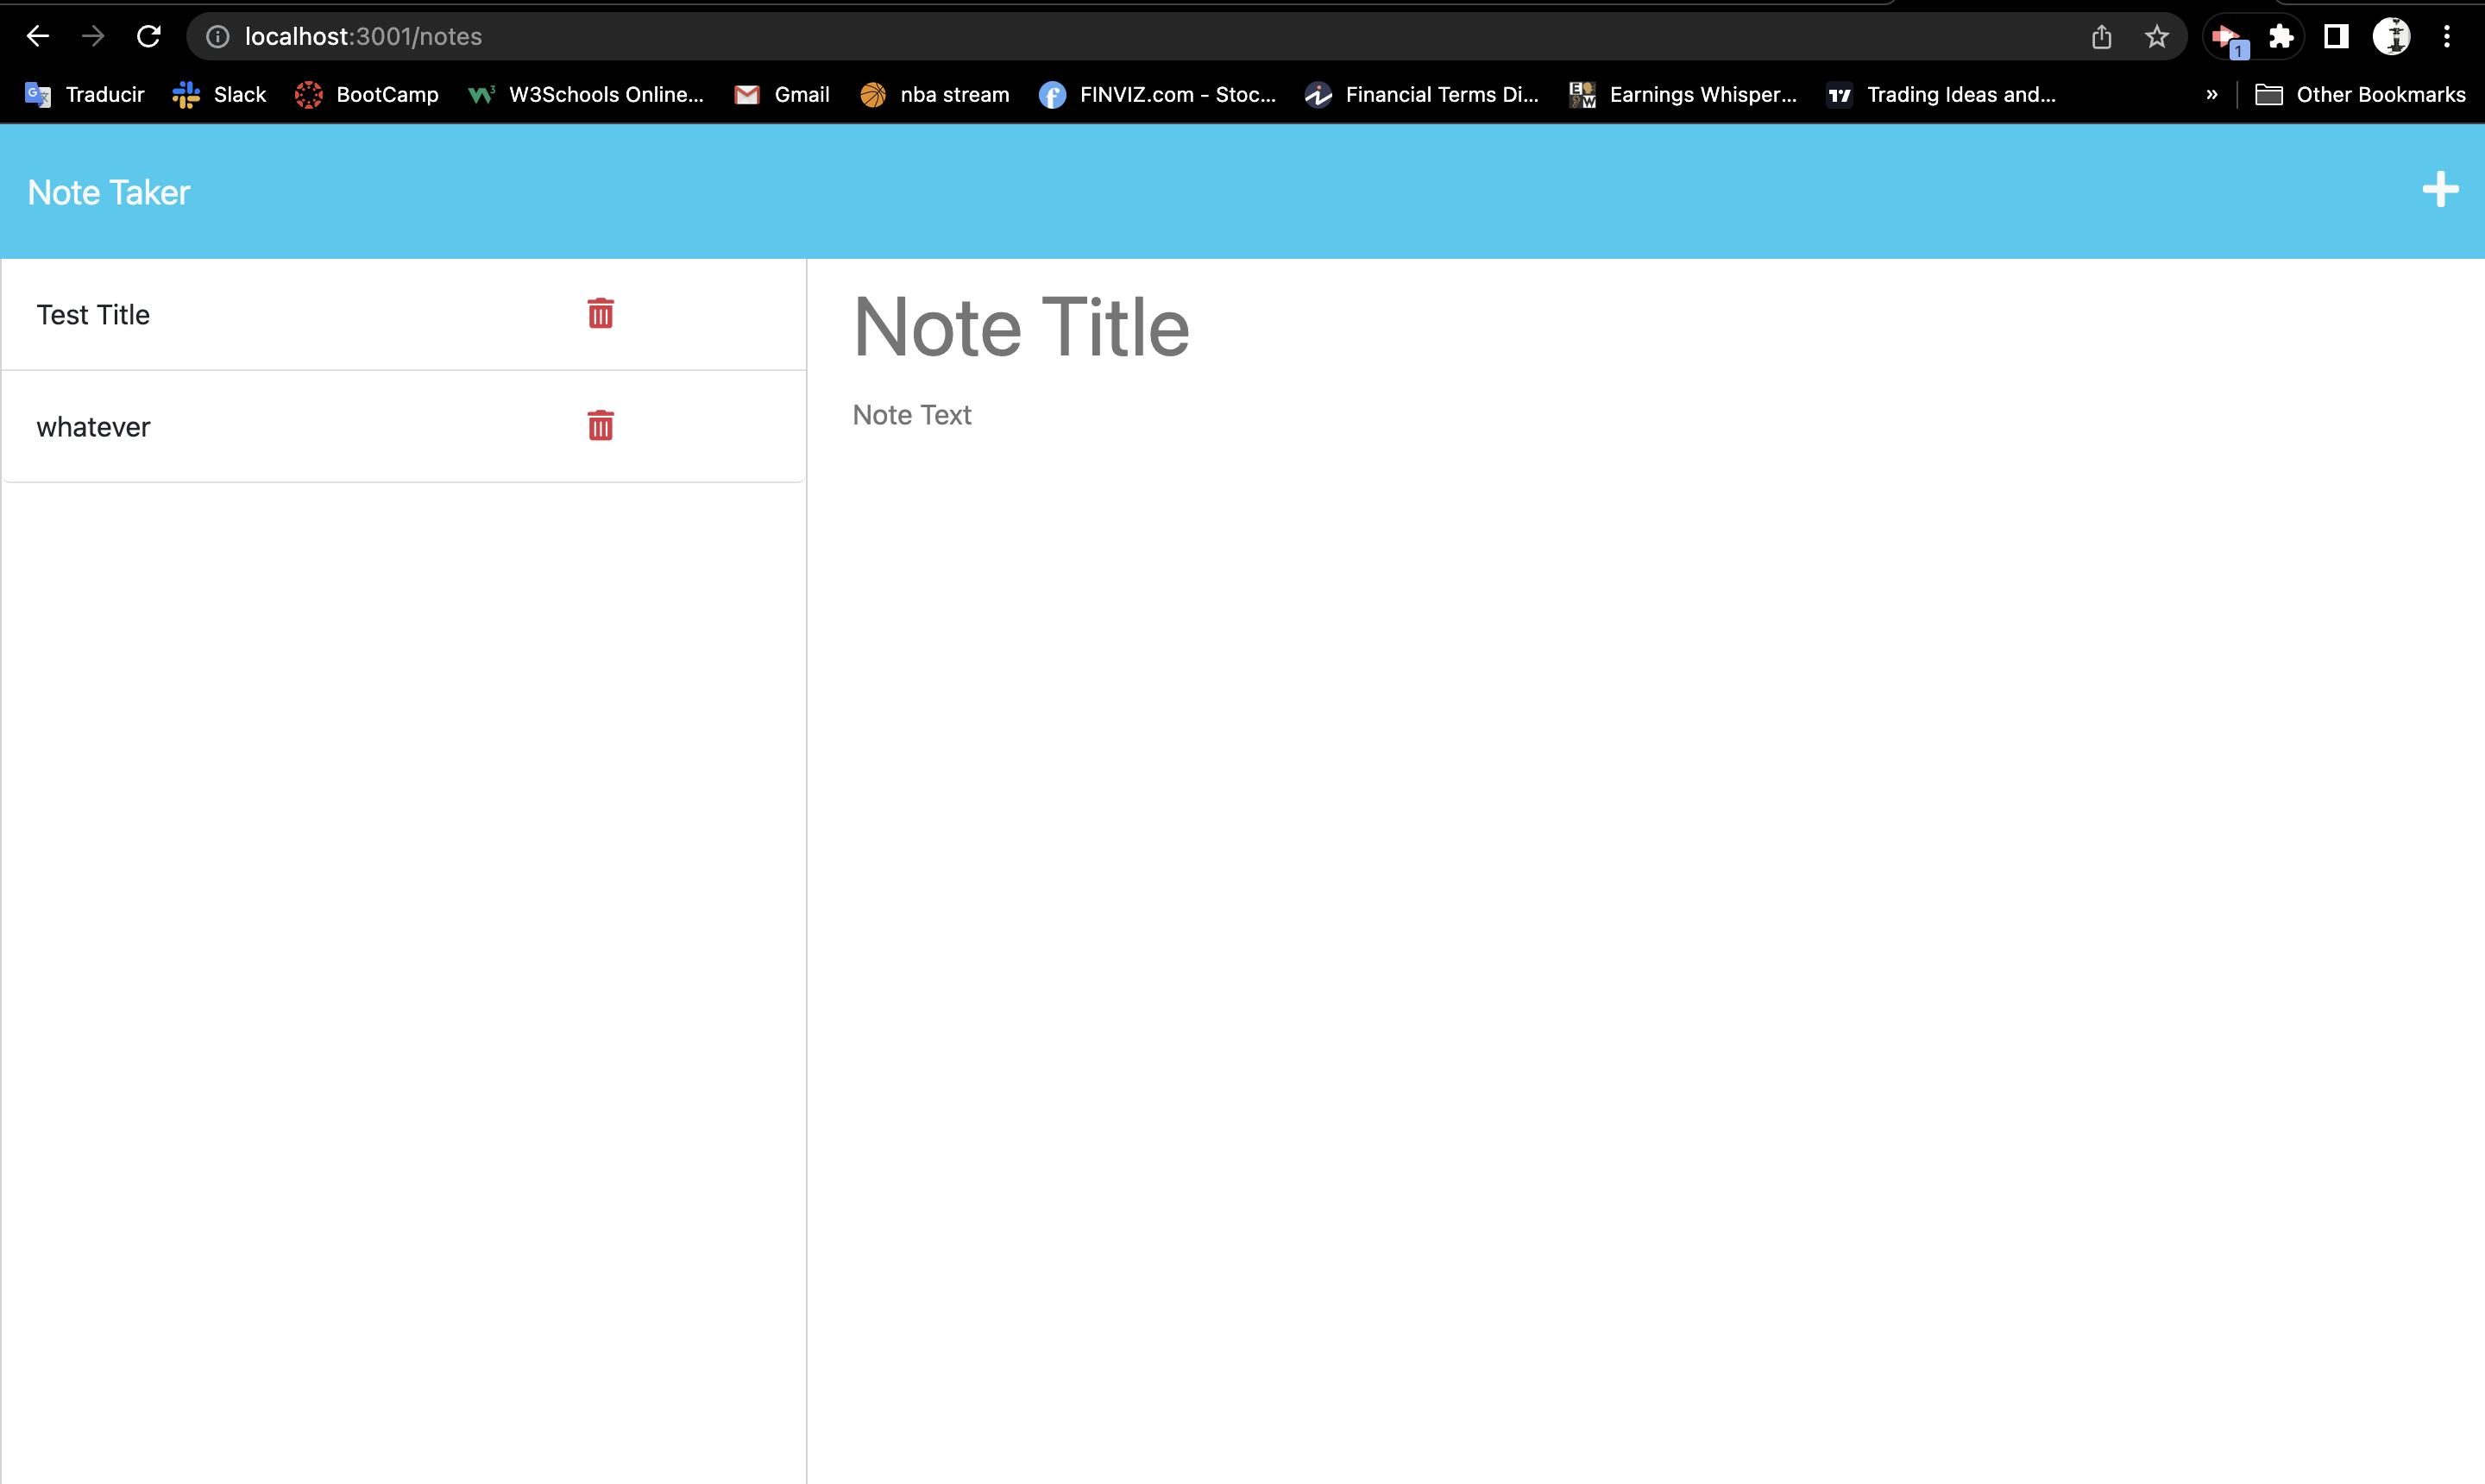 localhost:3001/notes
1
Traducir Slack BootCamp W3Schools Online... Gmail nba stream FINVIZ.com - Stoc... Financial Terms Di... Earnings Whisper... Trading Ideas and... » Other Bookmarks
Note Taker
Test Title
whatever
Note Title
Note Text